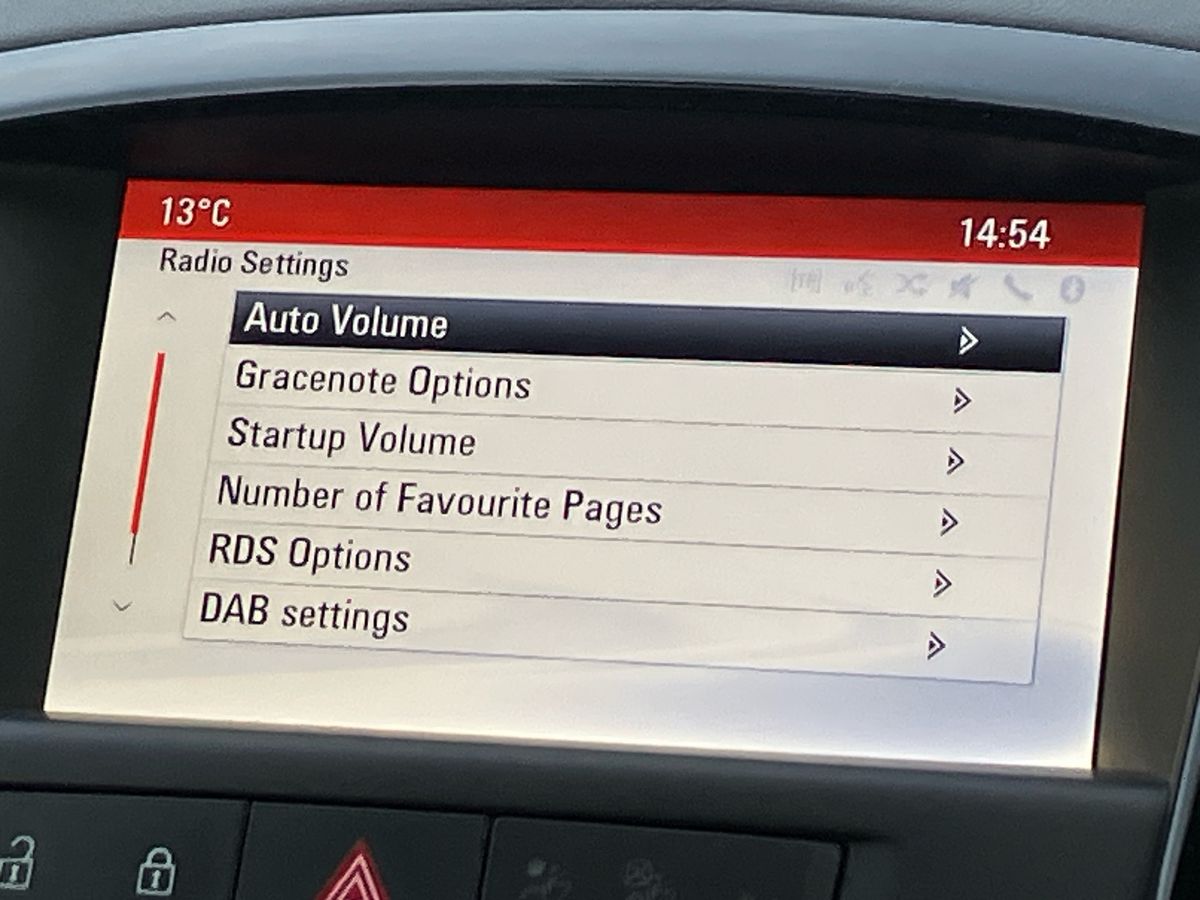 13°C
14:54
Radio Settings
Auto Volume
Gracenote Options
Startup Volume
Number of Favourite Pages
RDS Options
DAB settings